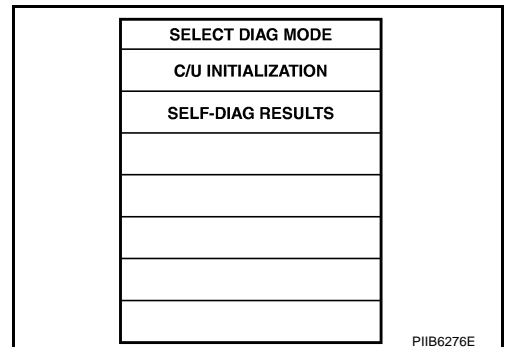 SELECT DIAG MODE
C/U INITIALIZATION
SELF-DIAG RESULTS
PIIB6276E